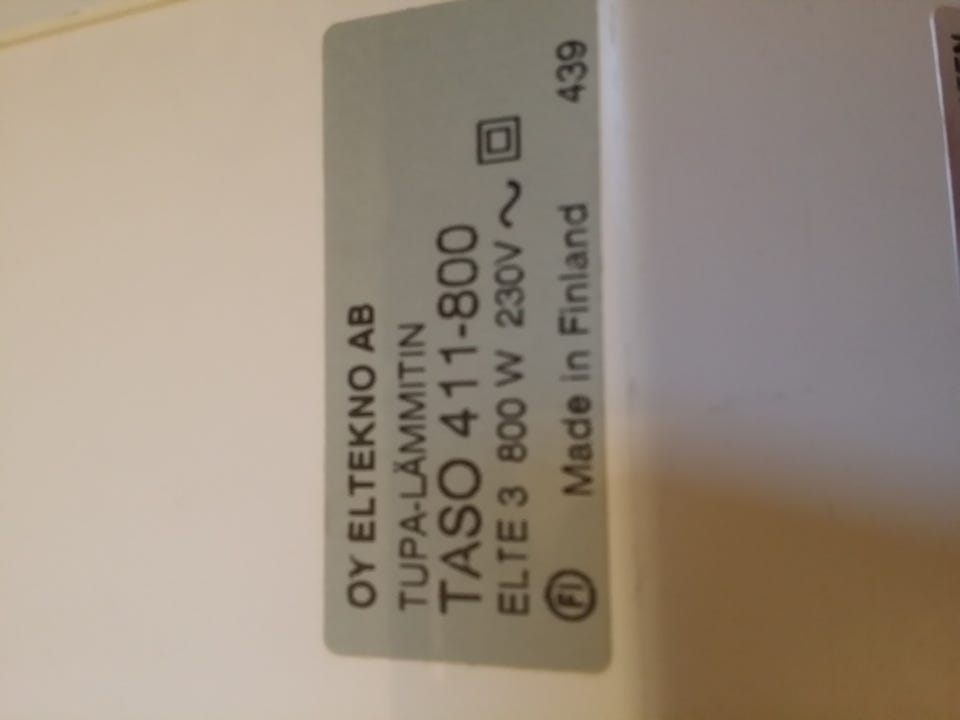 OY ELTEKNO AB
TUPA-LÄMMITIN
TASO 411-800
ELTE 3 800 W 230V ~
FI Made in Finland 439